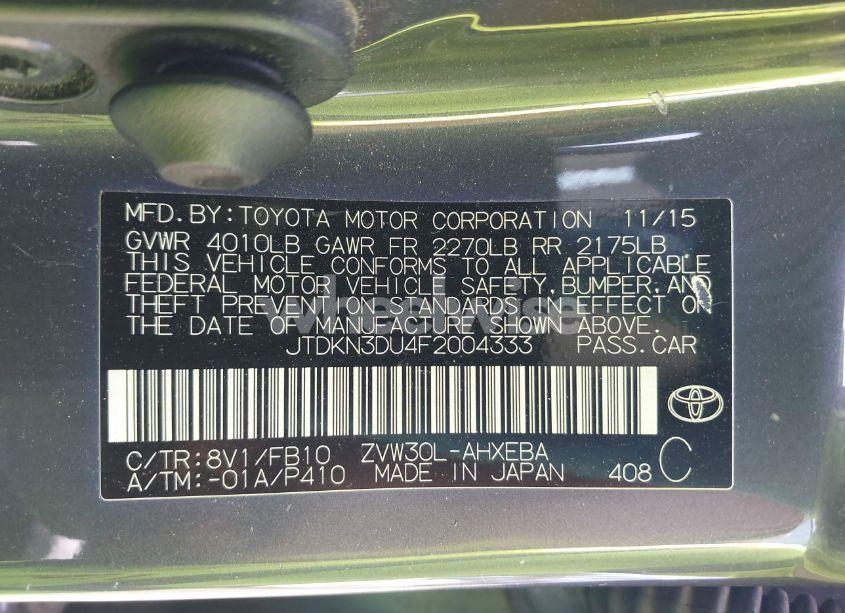 MFD.BY:TOYOTA MOTOR CORPORATION 11/15
GVWR 4010LB GAWR FR 2270LB RR 2175LB
THIS VEHICLE CONFORMS TO ALL APPLICABLE
FEDERAL MOTOR VEHICLE SAFETY,BUMPER,AND
THEFT PREVENTION STANDARDS IN EFFECT ON
THE DATE OF MANUFACTURE SHOWN ABOVE.
wheelwise
JTDKN3DU4F2004333 PASS.CAR
C/TR:8V1/FB10 ZVW30L-AHXEBA C
A/TM:-01A/P410 MADE IN JAPAN 408